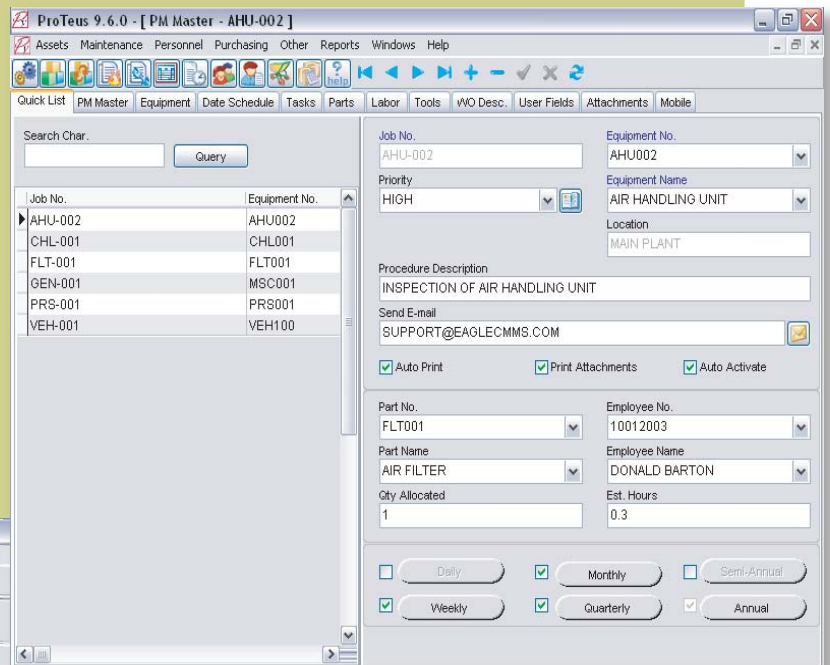 ProTeus 9.6.0 - [ PM Master - AHU-002 ]
Assets Maintenance Personnel Purchasing Other Reports Windows Help
help
Quick List PM Master Equipment Date Schedule Tasks Parts Labor Tools WO Desc. User Fields Attachments Mobile
Search Char.
Query
Job No. Equipment No.
AHU-002 AHU002
CHL-001 CHL001
FLT-001 FLT001
GEN-001 MSC001
PRS-001 PRS001
VEH-001 VEH100
Job No. Equipment No.
AHU-002 AHU002
Priority Equipment Name
HIGH AIR HANDLING UNIT
Location
MAIN PLANT
Procedure Description
INSPECTION OF AIR HANDLING UNIT
Send E-mail
SUPPORT@EAGLECMMS.COM
Auto Print Print Attachments Auto Activate
Part No. Employee No.
FLT001 10012003
Part Name Employee Name
AIR FILTER DONALD BARTON
Qty Allocated Est. Hours
1 0.3
Daily Monthly Semi-Annual
Weekly Quarterly Annual